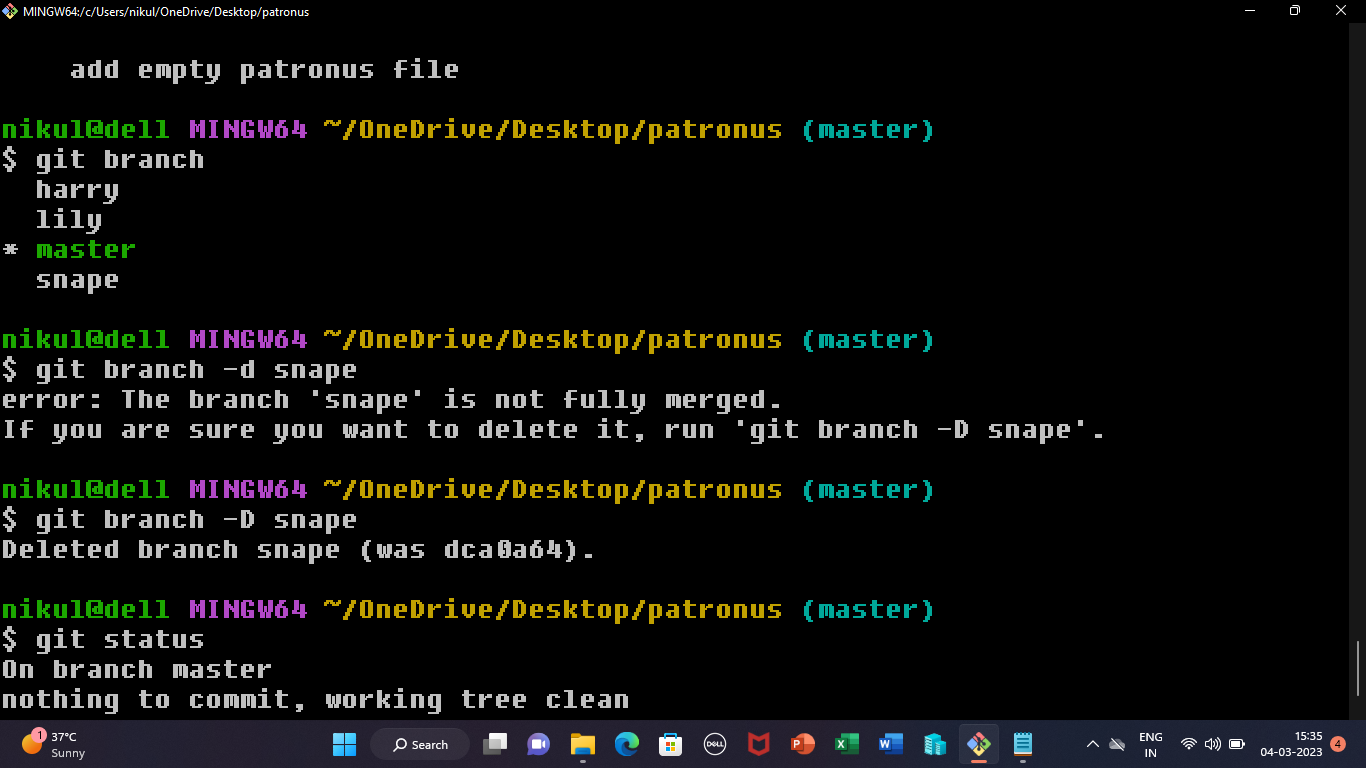 MINGW64:/c/Users/nikul/OneDrive/Desktop/patronus
add empty patronus file
nikul@dell MINGW64 ~/OneDrive/Desktop/patronus (master)
$ git branch
harry
lily
* master
snape
nikul@dell MINGW64 ~/OneDrive/Desktop/patronus (master)
$ git branch -d snape
error: The branch 'snape' is not fully merged.
If you are sure you want to delete it, run 'git branch -D snape'.
nikul@dell MINGW64 ~/OneDrive/Desktop/patronus (master)
$ git branch -D snape
Deleted branch snape (was dca0a64).
nikul@dell MINGW64 ~/OneDrive/Desktop/patronus (master)
$ git status
On branch master
nothing to commit, working tree clean
1
37°C
Sunny
Search
DELL
P
X
W
ENG
IN
15:35
04-03-2023
4